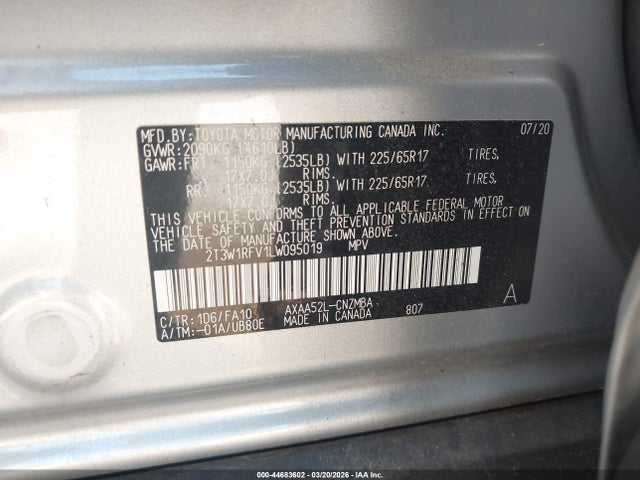 MFD.BY:TOYOTA MOTOR MANUFACTURING CANADA INC. 07/20
GVWR:2090KG (4610LB)
GAWR:FRT 1150KG (2535LB) WITH 225/65R17 TIRES,
17X7.0J RIMS.
RR 1150KG (2535LB) WITH 225/65R17 TIRES,
17X7.0J RIMS.
THIS VEHICLE CONFORMS TO ALL APPLICABLE FEDERAL MOTOR
VEHICLE SAFETY AND THEFT PREVENTION STANDARDS IN EFFECT ON
THE DATE OF MANUFACTURE SHOWN ABOVE.
2T3W1RFV1LW095019 MPV
C/TR:1D6/FA10 AXAA52L-CNZMBA A
A/TM:-01A/UB80E MADE IN CANADA 807
000-44683602 - 03/20/2026 - IAA Holdings, LLC